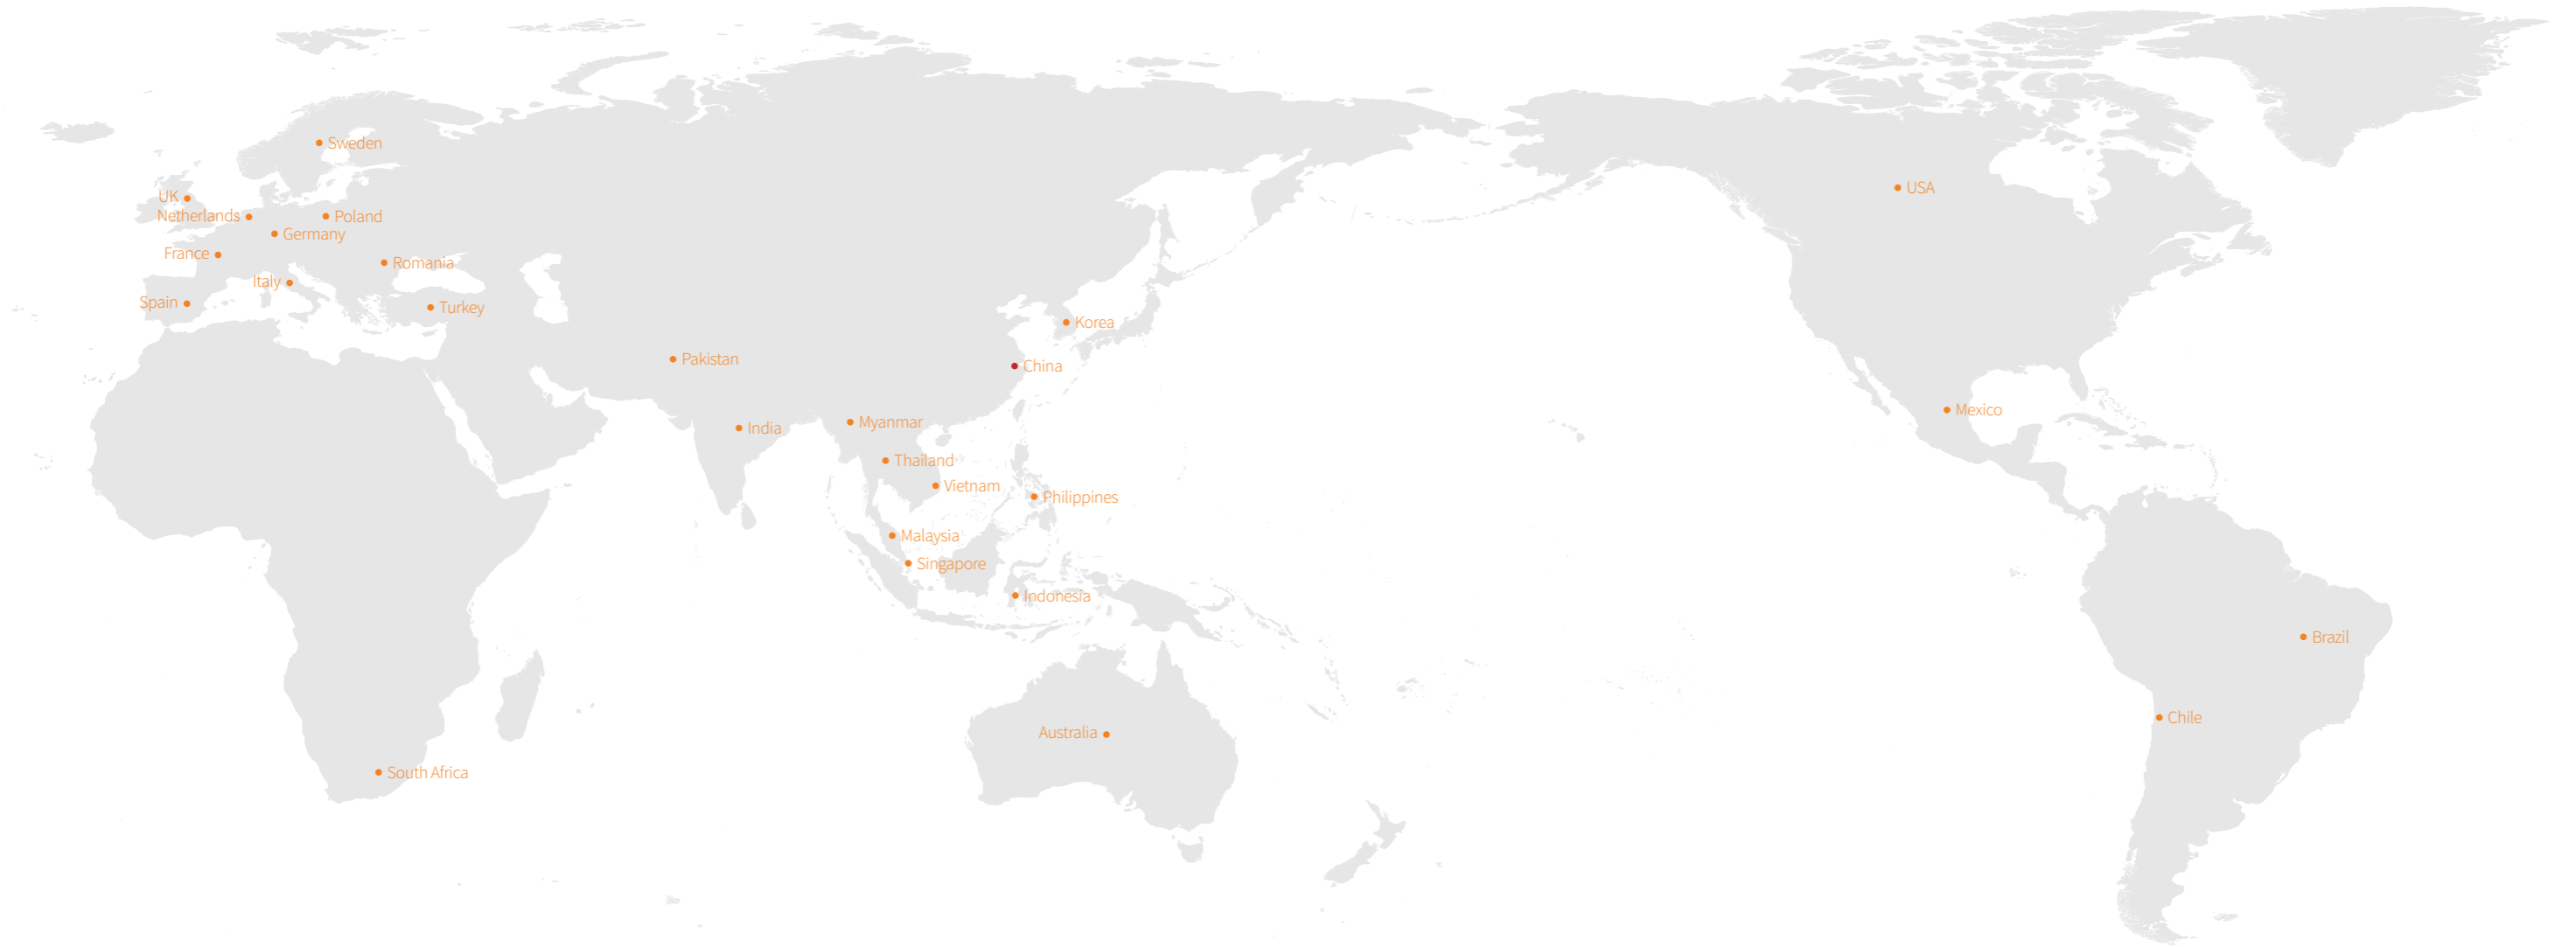 Sweden
UK
USA
Netherlands
Poland
Germany
France
Romania
Italy
Spain
Turkey
Korea
Pakistan
China
Mexico
Myanmar
India
Thailand
Vietnam
Philippines
Malaysia
Singapore
Indonesia
Brazil
Chile
Australia
South Africa